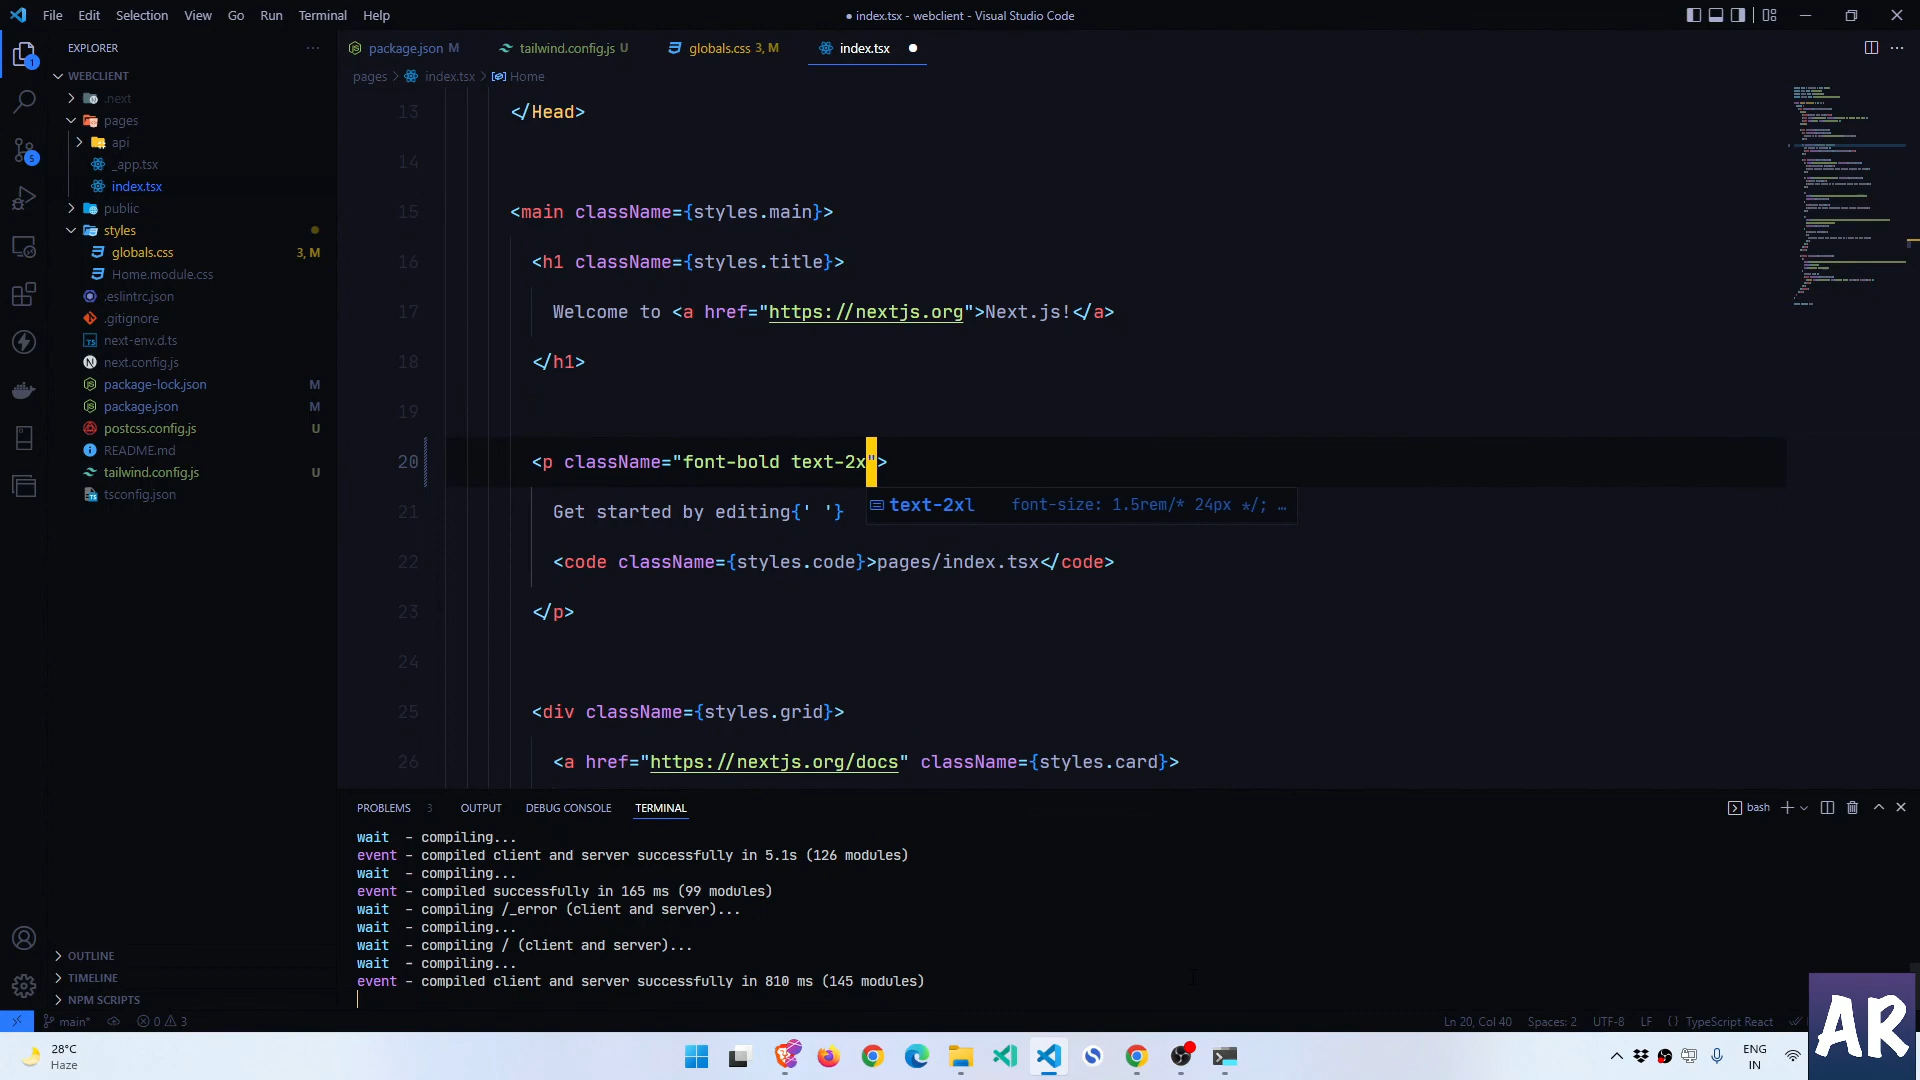 File Edit Selection View Go Run Terminal Help
● index.tsx - webclient - Visual Studio Code
EXPLORER
WEBCLIENT
.next
pages
api
_app.tsx
index.tsx
public
styles
globals.css 3, M
Home.module.css
.eslintrc.json
.gitignore
next-env.d.ts
next.config.js
package-lock.json M
package.json M
postcss.config.js U
README.md
tailwind.config.js U
tsconfig.json
OUTLINE
TIMELINE
NPM SCRIPTS
1
5
package.json M tailwind.config.js U globals.css 3, M index.tsx ●
pages > index.tsx > Home
13 </Head>
14
15 <main className={styles.main}>
16 <h1 className={styles.title}>
17 Welcome to <a href="https://nextjs.org">Next.js!</a>
18 </h1>
19
20 <p className="font-bold text-2x">
text-2xl font-size: 1.5rem/* 24px */; …
21 Get started by editing{' '}
22 <code className={styles.code}>pages/index.tsx</code>
23 </p>
24
25 <div className={styles.grid}>
26 <a href="https://nextjs.org/docs" className={styles.card}>
PROBLEMS 3 OUTPUT DEBUG CONSOLE TERMINAL
bash
wait - compiling...
event - compiled client and server successfully in 5.1s (126 modules)
wait - compiling...
event - compiled successfully in 165 ms (99 modules)
wait - compiling /_error (client and server)...
wait - compiling...
wait - compiling / (client and server)...
wait - compiling...
event - compiled client and server successfully in 810 ms (145 modules)
main* 0 3
Ln 20, Col 40 Spaces: 2 UTF-8 LF { } TypeScript React
28°C
Haze
ENG
IN
AR